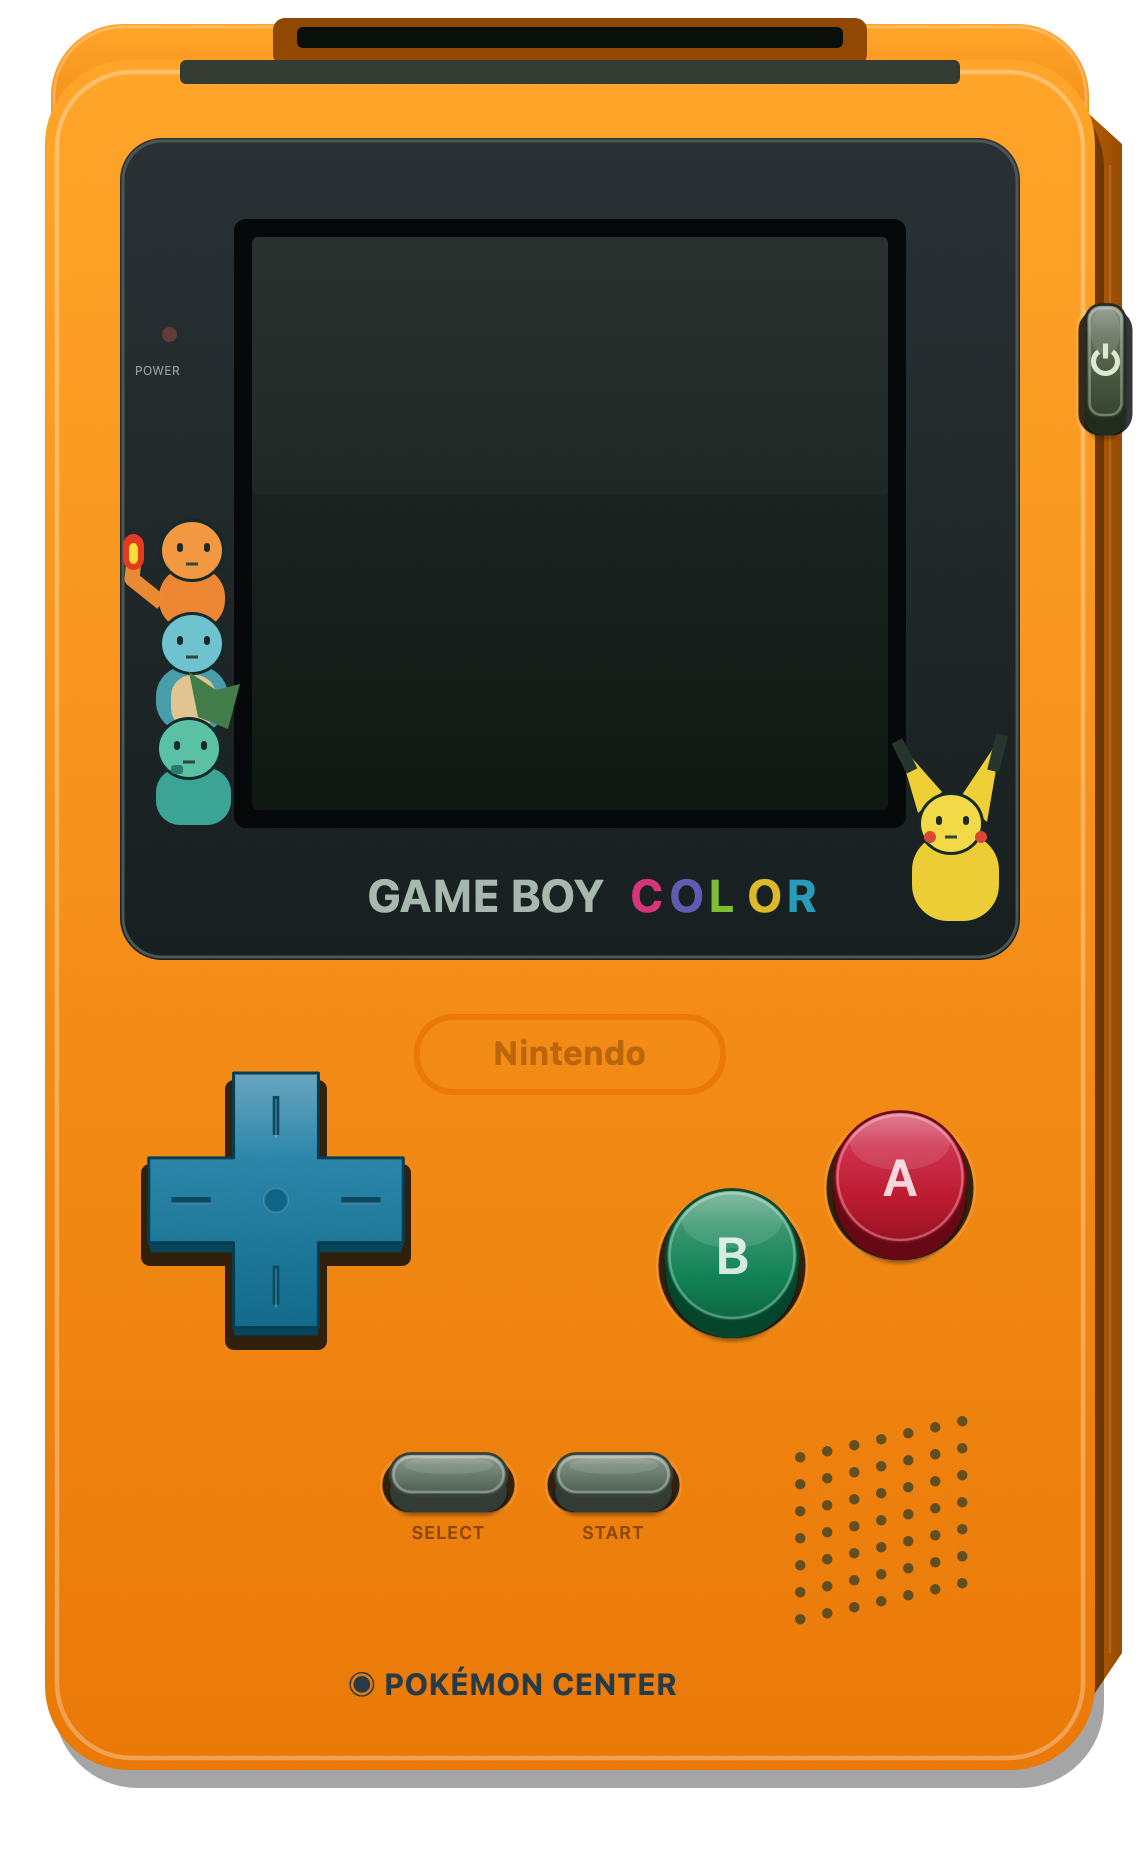 POWER
GAME BOY COLOR
Nintendo
A
B
SELECT START
POKÉMON CENTER